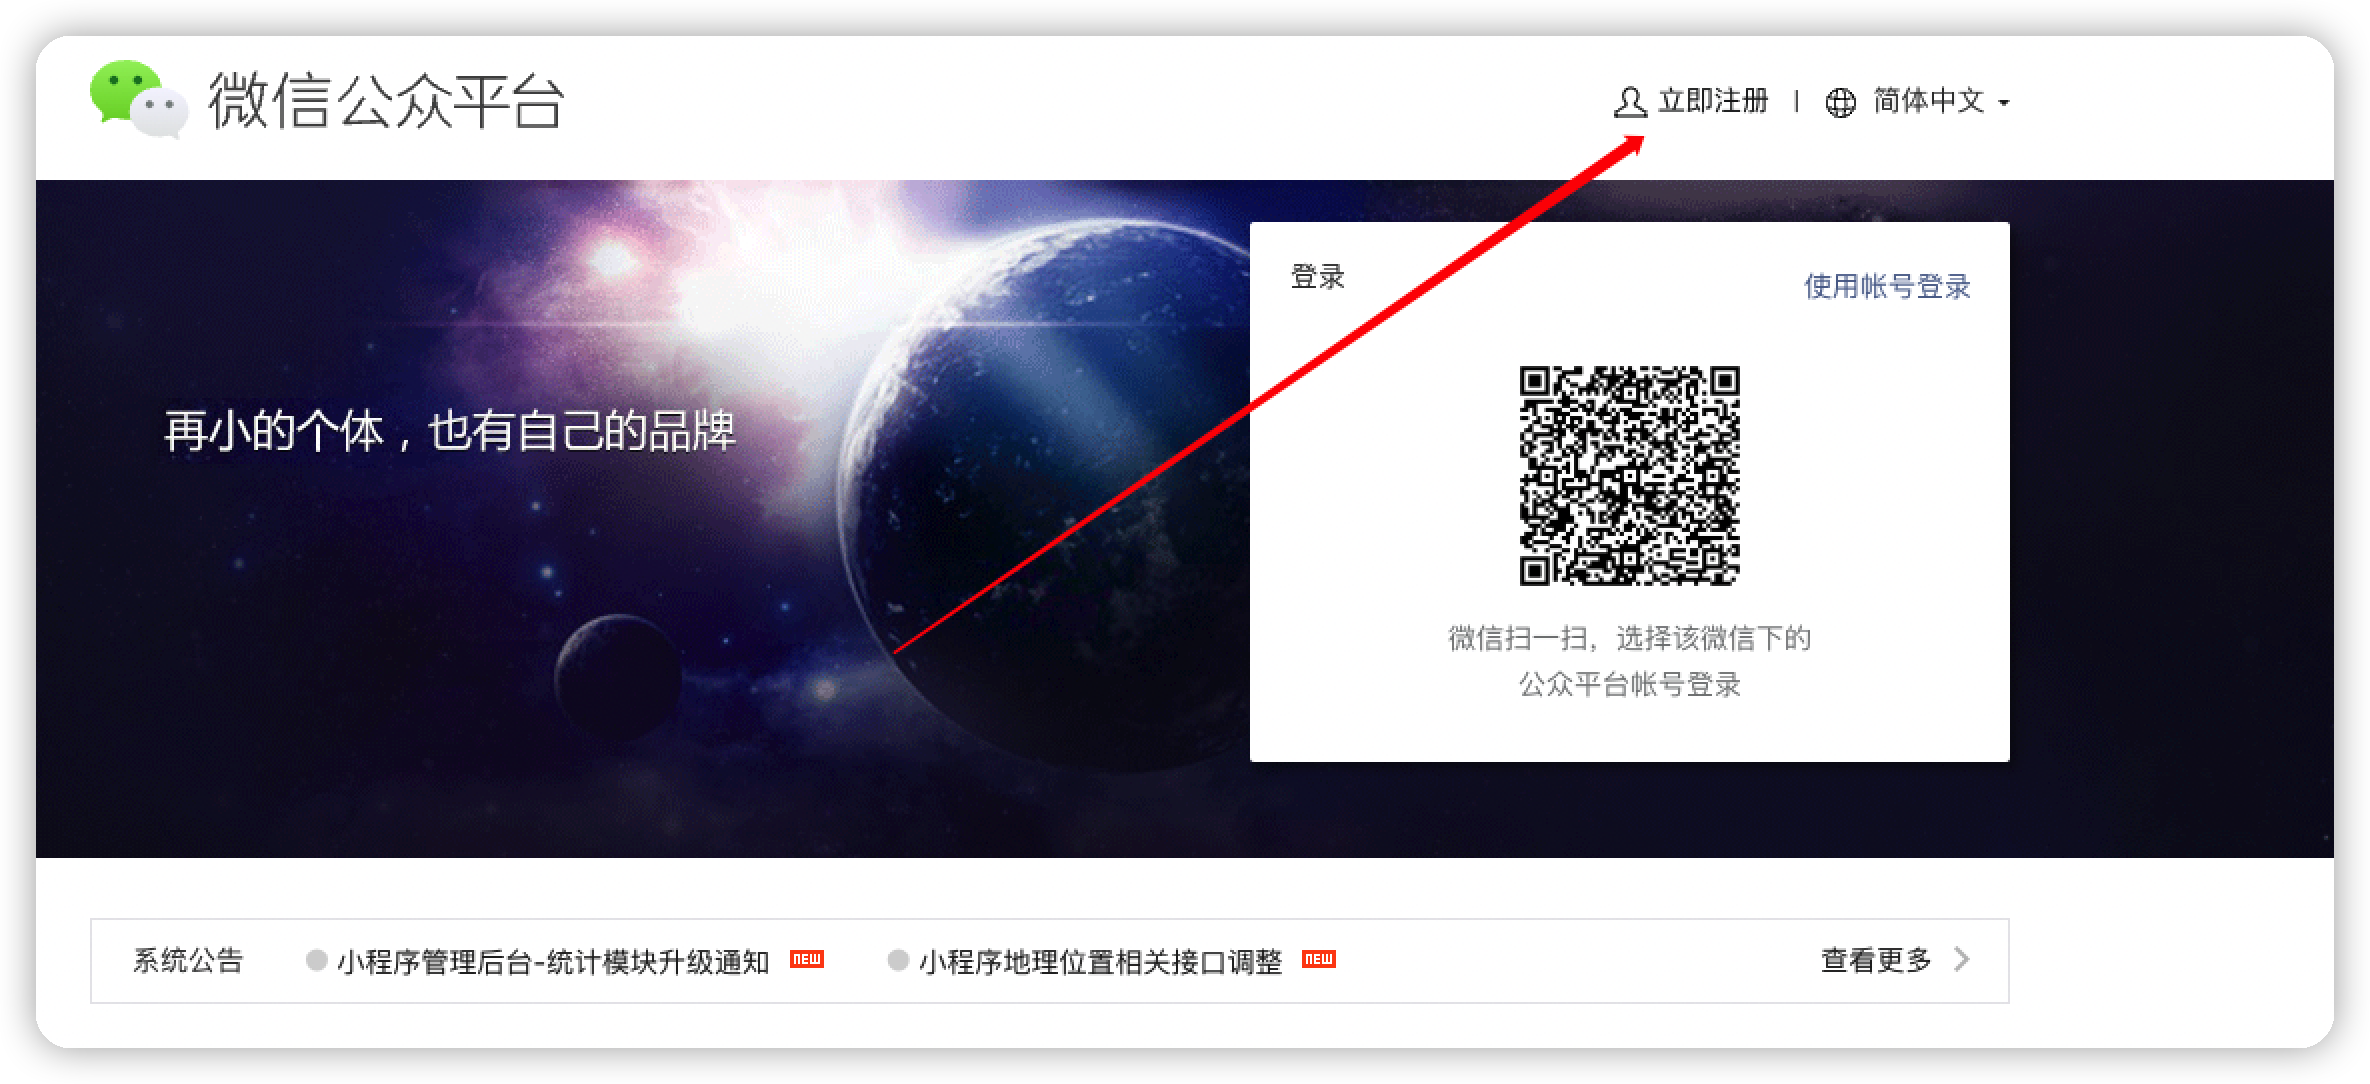 微信公众平台
立即注册 | 简体中文
登录
使用帐号登录
再小的个体，也有自己的品牌
微信扫一扫，选择该微信下的
公众平台帐号登录
系统公告 小程序管理后台-统计模块升级通知 NEW 小程序地理位置相关接口调整 NEW 查看更多